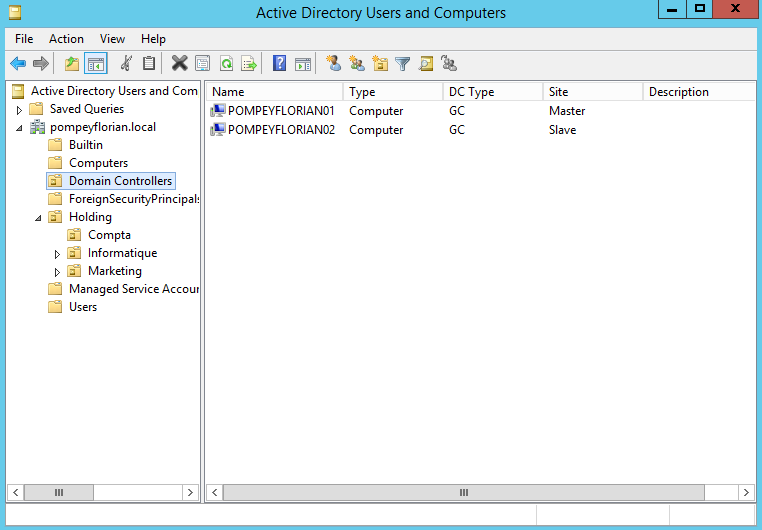 Active Directory Users and Computers
File Action View Help
Active Directory Users and Com
Saved Queries
pompeyflorian.local
Builtin
Computers
Domain Controllers
ForeignSecurityPrincipals
Holding
Compta
Informatique
Marketing
Managed Service Accour
Users
Name Type DC Type Site Description
POMPEYFLORIAN01 Computer GC Master
POMPEYFLORIAN02 Computer GC Slave